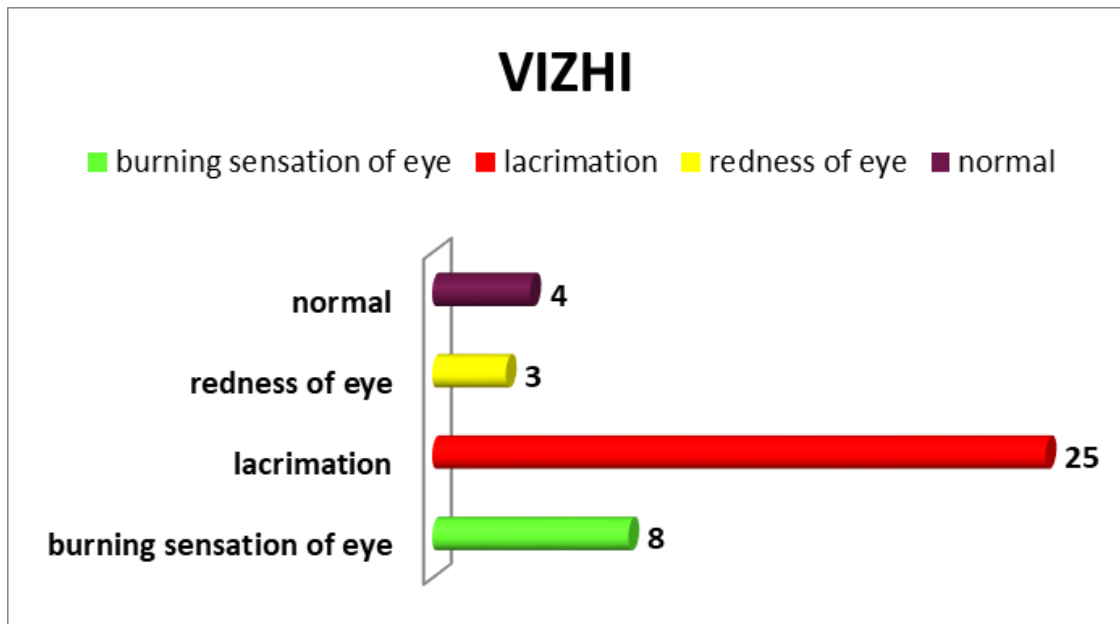 VIZHI
burning sensation of eye lacrimation redness of eye normal
normal 4
redness of eye 3
lacrimation 25
burning sensation of eye 8